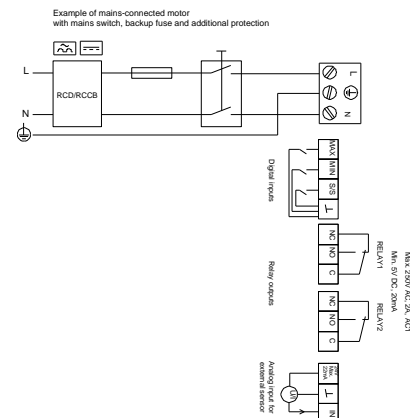 Example of mains-connected motor
with mains switch, backup fuse and additional protection
L
RCD/RCCB
N
L
N
MAX
MIN
S/S
Digital inputs
NC
NO
C
RELAY1
Max. 250V AC, 2A, AC1
Min. 5V DC, 20mA
Relay outputs
NC
NO
C
RELAY2
Max.
22mA
IN
U/I
Analog input for
external sensor